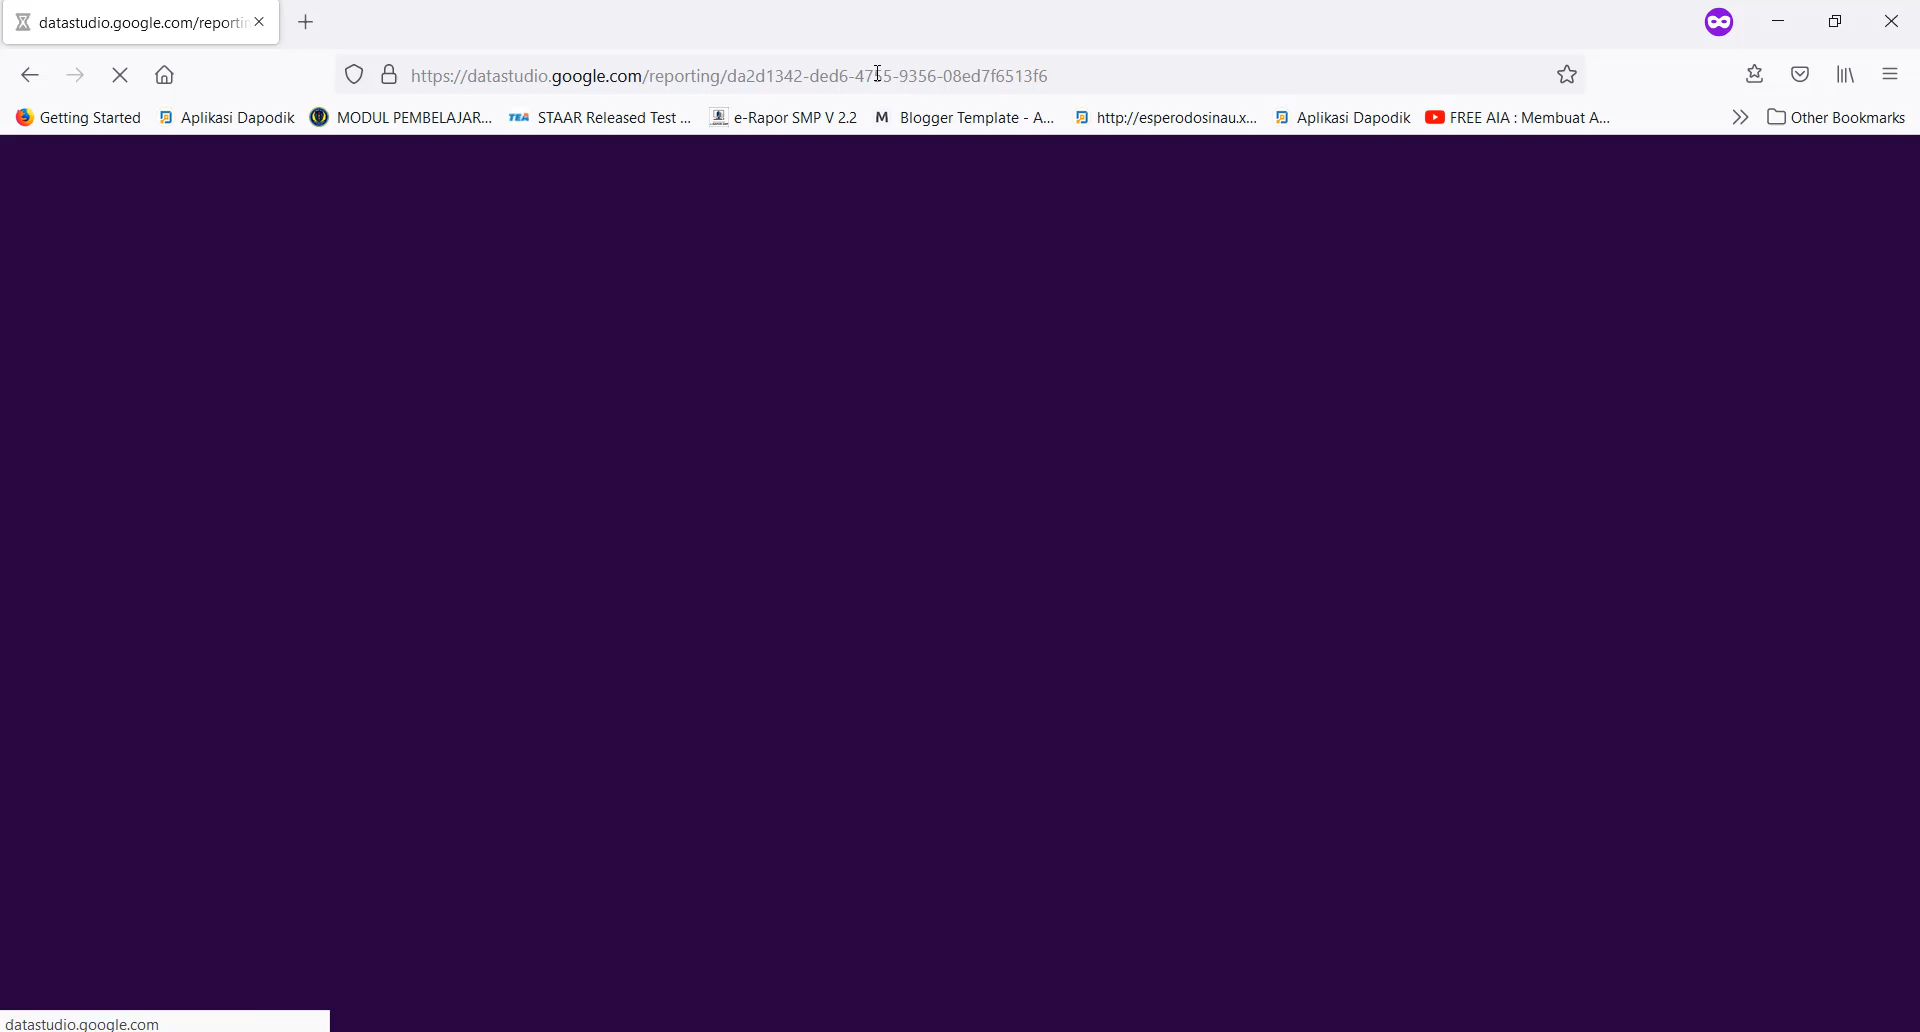 datastudio.google.com/reportin
https://datastudio.google.com/reporting/da2d1342-ded6-4755-9356-08ed7f6513f6
Getting Started Aplikasi Dapodik MODUL PEMBELAJAR... TEA STAAR Released Test ... e-Rapor SMP V 2.2 M Blogger Template - A... http://esperodosinau.x... Aplikasi Dapodik FREE AIA : Membuat A... Other Bookmarks
datastudio.google.com